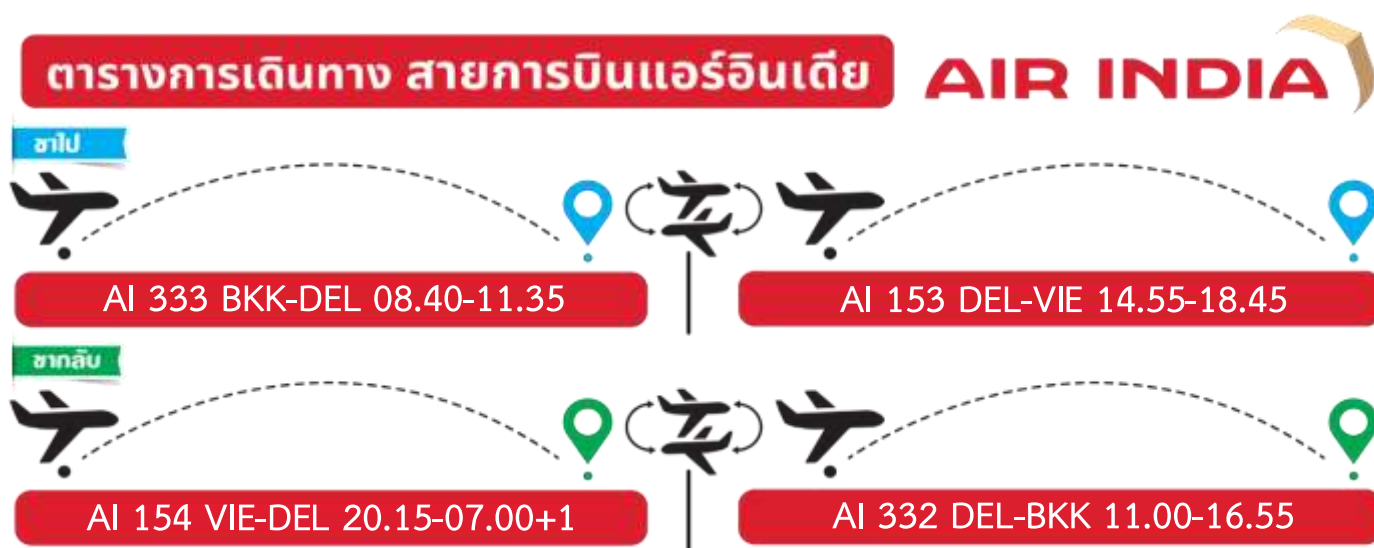 ตารางการเดินทาง สายการบินแอร์อินเดีย
AIR INDIA
ขาไป
AI 333 BKK-DEL 08.40-11.35
AI 153 DEL-VIE 14.55-18.45
ขากลับ
AI 154 VIE-DEL 20.15-07.00+1
AI 332 DEL-BKK 11.00-16.55